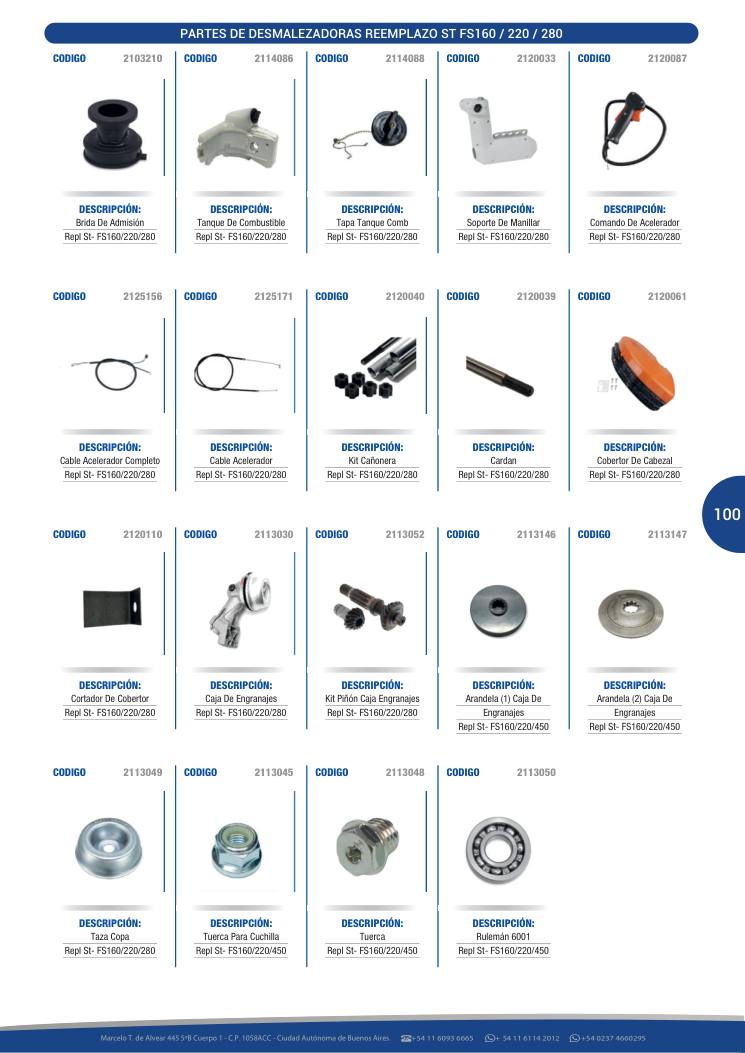 PARTES DE DESMALEZADORAS REEMPLAZO ST FS160 / 220 / 280
CODIGO 2103210
DESCRIPCIÓN:
Brida De Admisión
Repl St- FS160/220/280
CODIGO 2114086
DESCRIPCIÓN:
Tanque De Combustible
Repl St- FS160/220/280
CODIGO 2114088
DESCRIPCIÓN:
Tapa Tanque Comb
Repl St- FS160/220/280
CODIGO 2120033
DESCRIPCIÓN:
Soporte De Manillar
Repl St- FS160/220/280
CODIGO 2120087
DESCRIPCIÓN:
Comando De Acelerador
Repl St- FS160/220/280
CODIGO 2125156
DESCRIPCIÓN:
Cable Acelerador Completo
Repl St- FS160/220/280
CODIGO 2125171
DESCRIPCIÓN:
Cable Acelerador
Repl St- FS160/220/280
CODIGO 2120040
DESCRIPCIÓN:
Kit Cañonera
Repl St- FS160/220/280
CODIGO 2120039
DESCRIPCIÓN:
Cardan
Repl St- FS160/220/280
CODIGO 2120061
DESCRIPCIÓN:
Cobertor De Cabezal
Repl St- FS160/220/280
100
CODIGO 2120110
DESCRIPCIÓN:
Cortador De Cobertor
Repl St- FS160/220/280
CODIGO 2113030
DESCRIPCIÓN:
Caja De Engranajes
Repl St- FS160/220/280
CODIGO 2113052
DESCRIPCIÓN:
Kit Piñón Caja Engranajes
Repl St- FS160/220/280
CODIGO 2113146
DESCRIPCIÓN:
Arandela (1) Caja De
Engranajes
Repl St- FS160/220/450
CODIGO 2113147
DESCRIPCIÓN:
Arandela (2) Caja De
Engranajes
Repl St- FS160/220/450
CODIGO 2113049
DESCRIPCIÓN:
Taza Copa
Repl St- FS160/220/280
CODIGO 2113045
DESCRIPCIÓN:
Tuerca Para Cuchilla
Repl St- FS160/220/450
CODIGO 2113048
DESCRIPCIÓN:
Tuerca
Repl St- FS160/220/450
CODIGO 2113050
DESCRIPCIÓN:
Rulemán 6001
Repl St- FS160/220/450
Marcelo T. de Alvear 445 5ºB Cuerpo 1 - C.P. 1058ACC - Ciudad Autónoma de Buenos Aires. +54 11 6093 6665 + 54 11 6114 2012 +54 0237 4660295